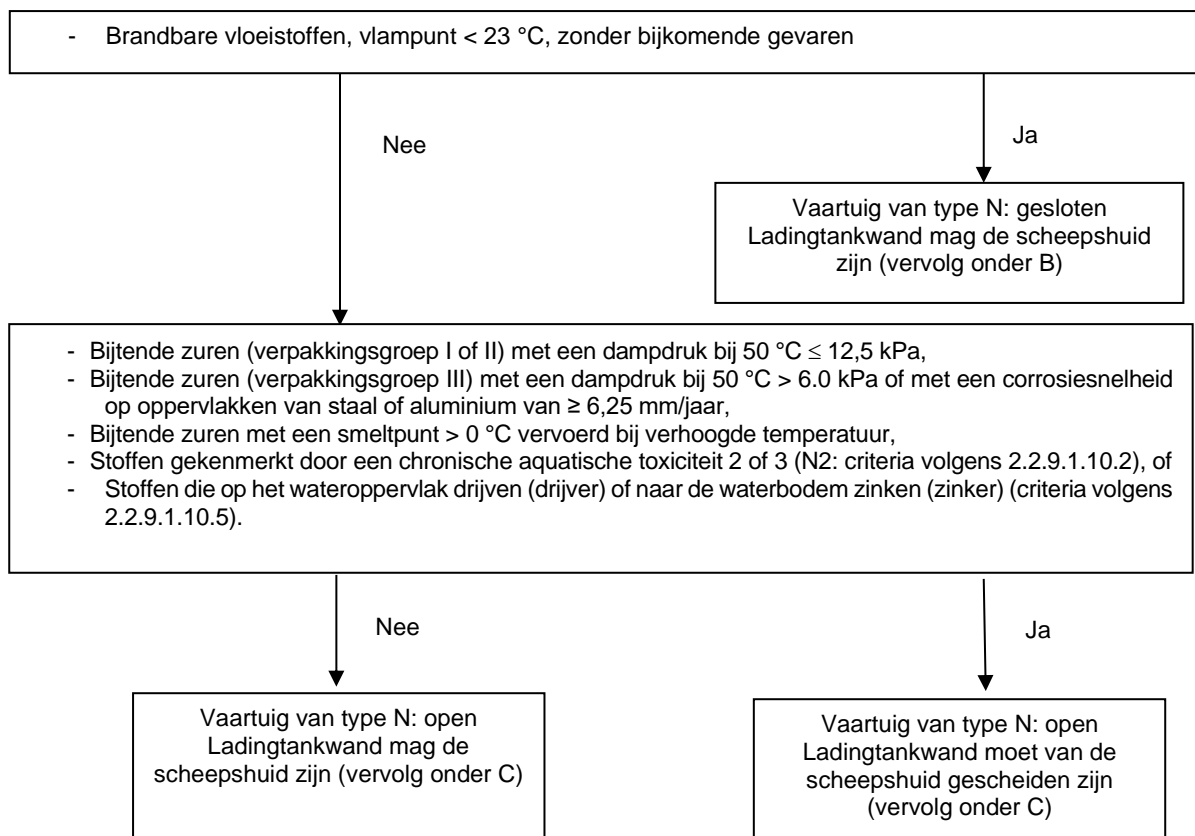 - Brandbare vloeistoffen, vlampunt < 23 °C, zonder bijkomende gevaren
Nee
Ja
Vaartuig van type N: gesloten
Ladingtankwand mag de scheepshuid
zijn (vervolg onder B)
- Bijtende zuren (verpakkingsgroep I of II) met een dampdruk bij 50 °C ≤ 12,5 kPa,
- Bijtende zuren (verpakkingsgroep III) met een dampdruk bij 50 °C > 6.0 kPa of met een corrosiesnelheid
op oppervlakken van staal of aluminium van ≥ 6,25 mm/jaar,
- Bijtende zuren met een smeltpunt > 0 °C vervoerd bij verhoogde temperatuur,
- Stoffen gekenmerkt door een chronische aquatische toxiciteit 2 of 3 (N2: criteria volgens 2.2.9.1.10.2), of
- Stoffen die op het wateroppervlak drijven (drijver) of naar de waterbodem zinken (zinker) (criteria volgens
2.2.9.1.10.5).
Nee
Ja
Vaartuig van type N: open
Ladingtankwand mag de
scheepshuid zijn (vervolg onder C)
Vaartuig van type N: open
Ladingtankwand moet van de
scheepshuid gescheiden zijn
(vervolg onder C)